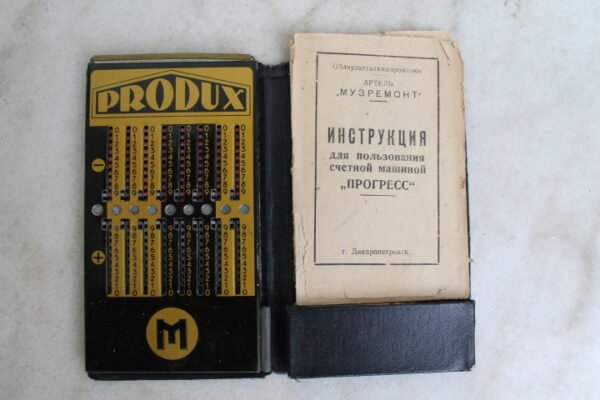 PRODUX
M
АРТЕЛЬ
„МУЗРЕМОНТ“
ИНСТРУКЦИЯ
для пользования
счетной машиной
„ПРОГРЕСС“
г. Днепропетровск